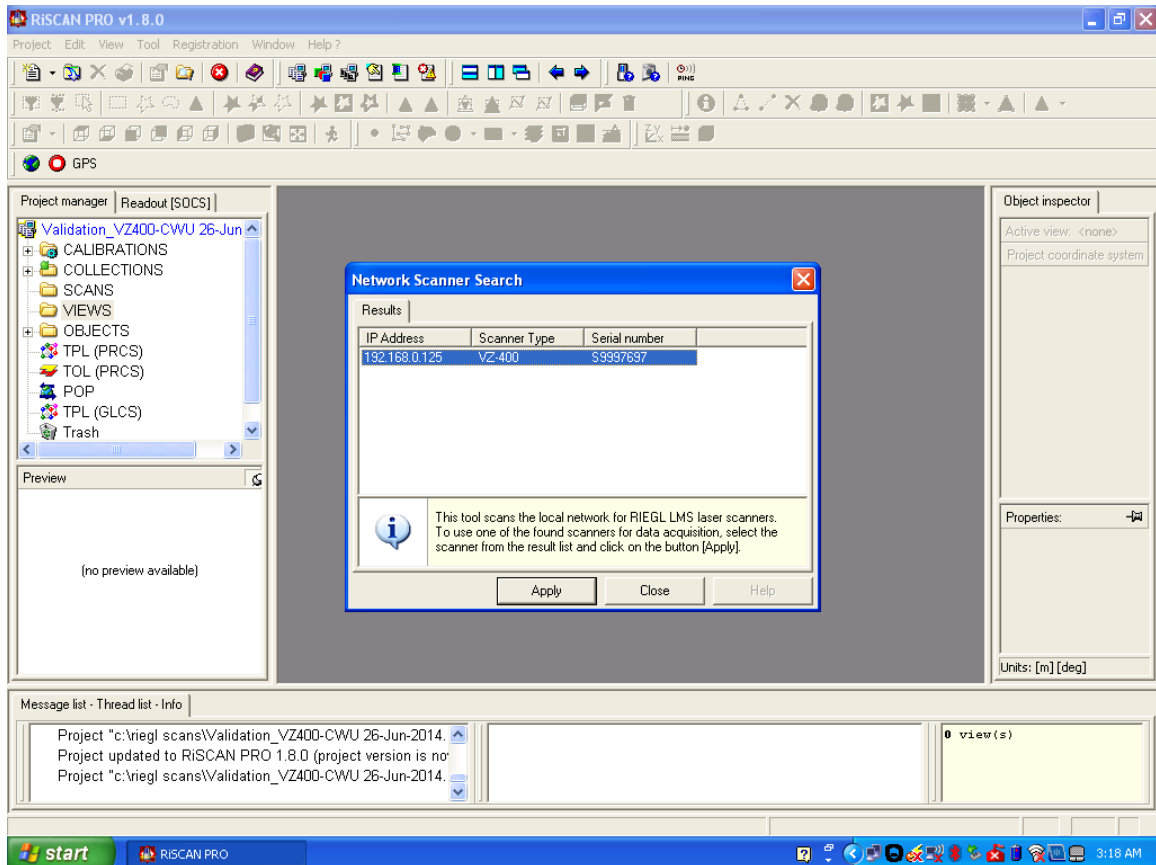 RiSCAN PRO v1.8.0
Project Edit View Tool Registration Window Help ?
PING
GPS
Project manager Readout [SOCS]
Validation_VZ400-CWU 26-Jun
CALIBRATIONS
COLLECTIONS
SCANS
VIEWS
OBJECTS
TPL (PRCS)
TOL (PRCS)
POP
TPL (GLCS)
Trash
Preview
(no preview available)
Network Scanner Search
Results
IP Address Scanner Type Serial number
192.168.0.125 VZ-400 S9997697
This tool scans the local network for RIEGL LMS laser scanners.
To use one of the found scanners for data acquisition, select the
scanner from the result list and click on the button [Apply].
Apply Close Help
Object inspector
Active view: <none>
Project coordinate system
Properties:
Units: [m] [deg]
Message list - Thread list - Info
Project "c:\riegl scans\Validation_VZ400-CWU 26-Jun-2014.
Project updated to RiSCAN PRO 1.8.0 (project version is no
Project "c:\riegl scans\Validation_VZ400-CWU 26-Jun-2014.
0 view(s)
start RiSCAN PRO 3:18 AM